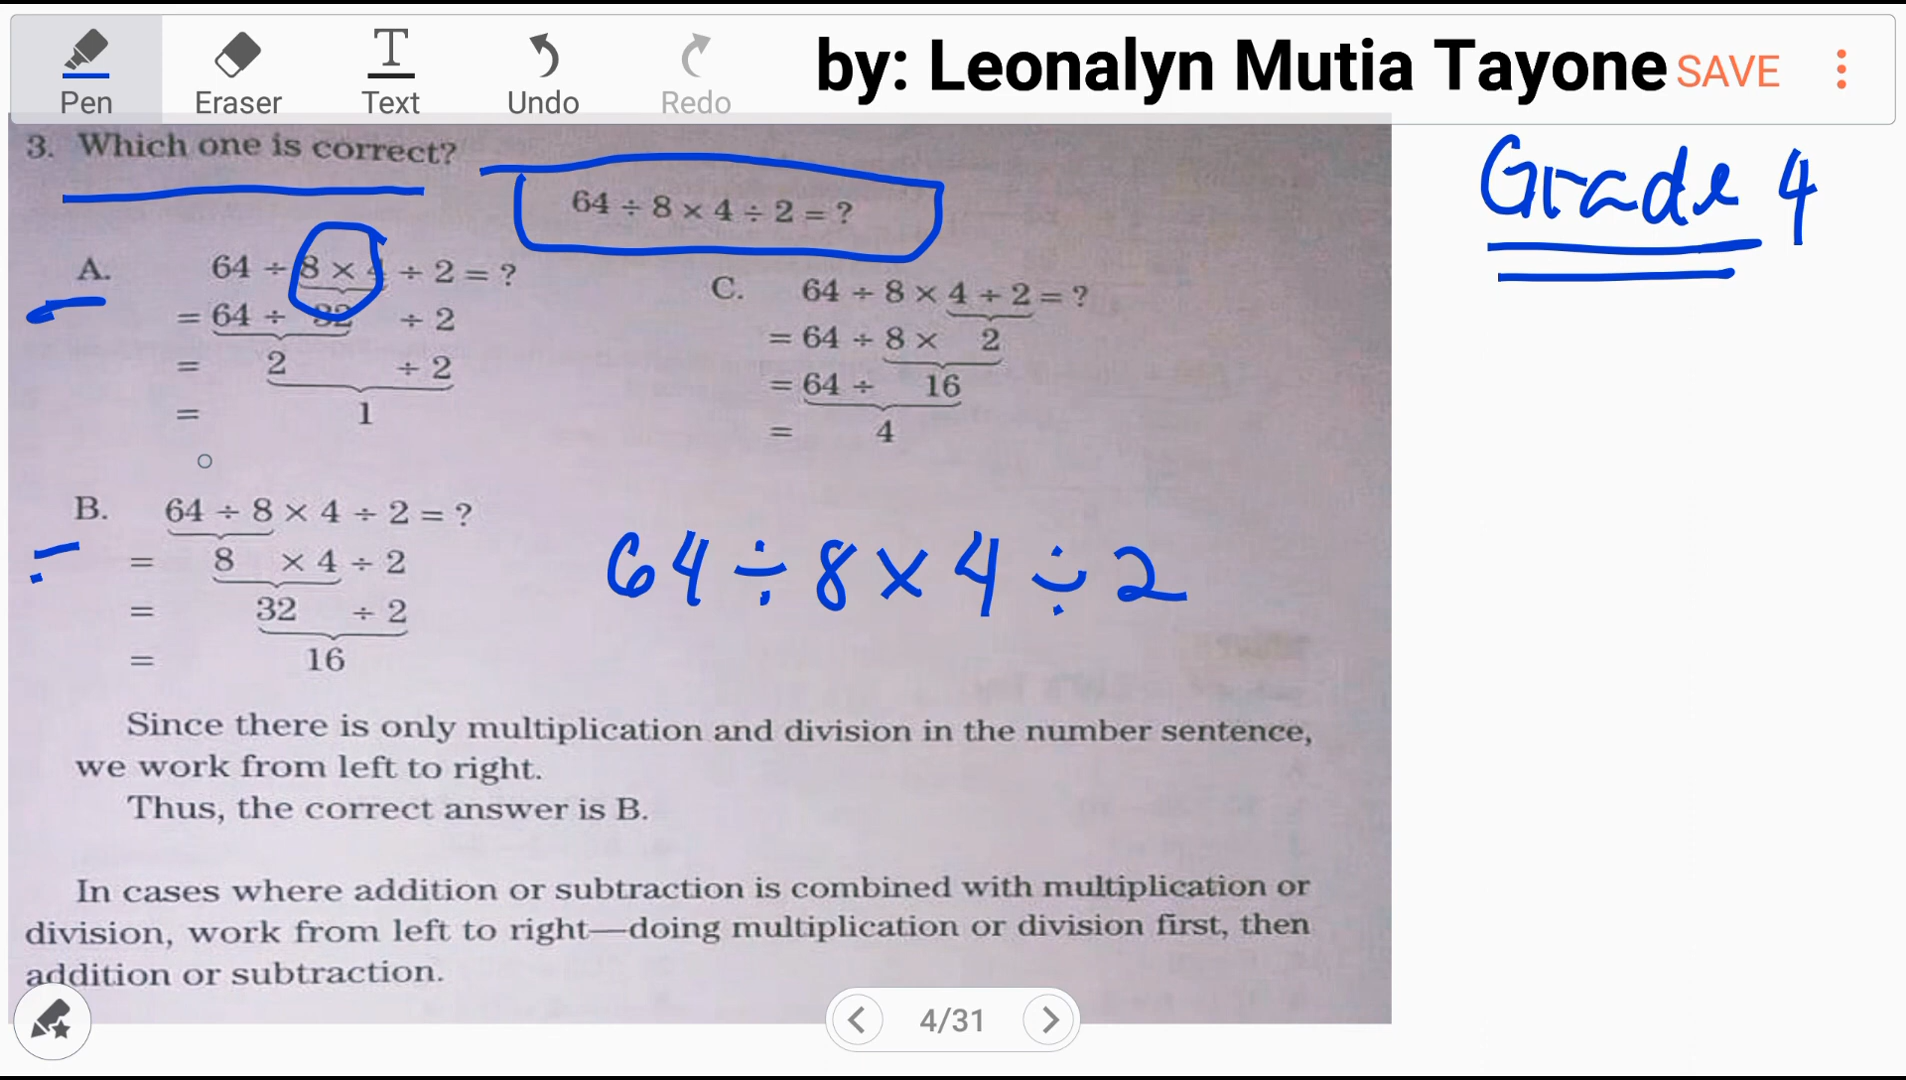 Pen
Eraser
Text
Undo
Redo
by: Leonalyn Mutia Tayone
SAVE
3. Which one is correct?
64 ÷ 8 × 4 ÷ 2 = ?
Grade 4
A. 64 ÷ 8 × 4 ÷ 2 = ?
= 64 ÷ 32 ÷ 2
= 2 ÷ 2
= 1
C. 64 ÷ 8 × 4 ÷ 2 = ?
= 64 ÷ 8 × 2
= 64 ÷ 16
= 4
B. 64 ÷ 8 × 4 ÷ 2 = ?
= 8 × 4 ÷ 2
= 32 ÷ 2
= 16
64 ÷ 8 × 4 ÷ 2
Since there is only multiplication and division in the number sentence,
we work from left to right.
Thus, the correct answer is B.
In cases where addition or subtraction is combined with multiplication or
division, work from left to right—doing multiplication or division first, then
addition or subtraction.
4/31